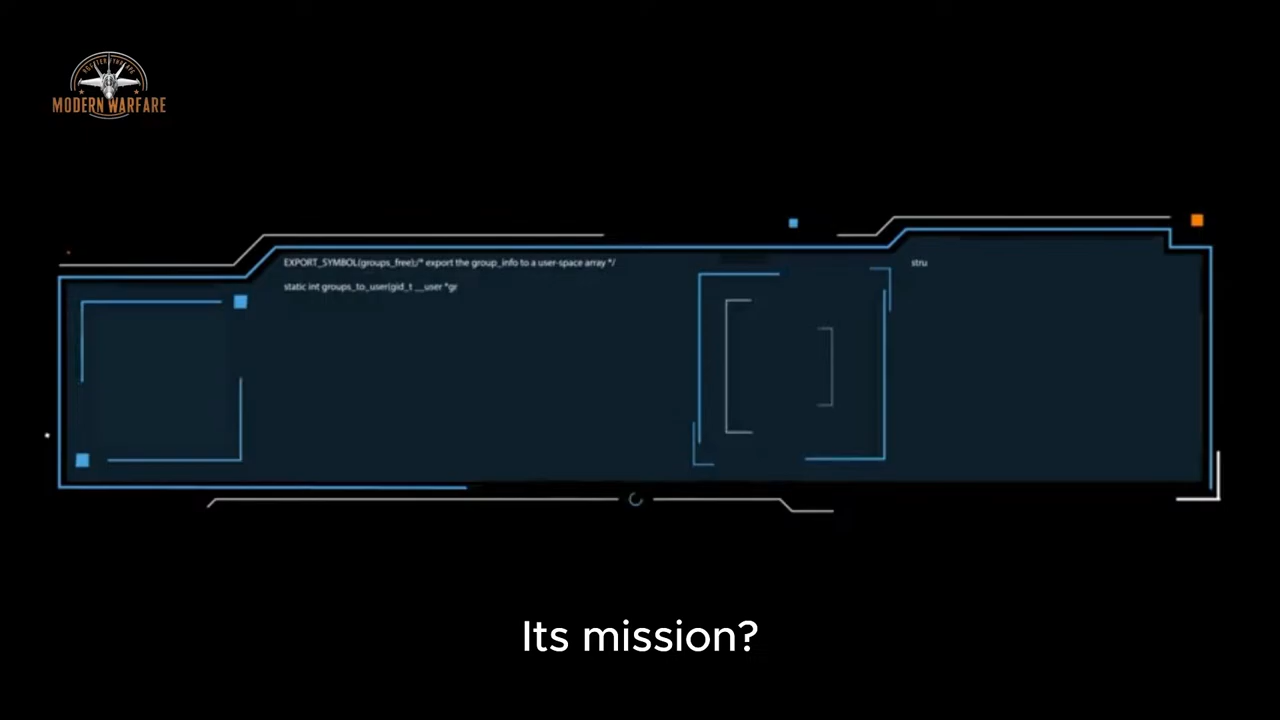 MODERN WARFARE
EXPORT_SYMBOL(groups_free);/* export the group_info to a user-space array */
static int groups_to_user(gid_t __user *gr
stru
Its mission?